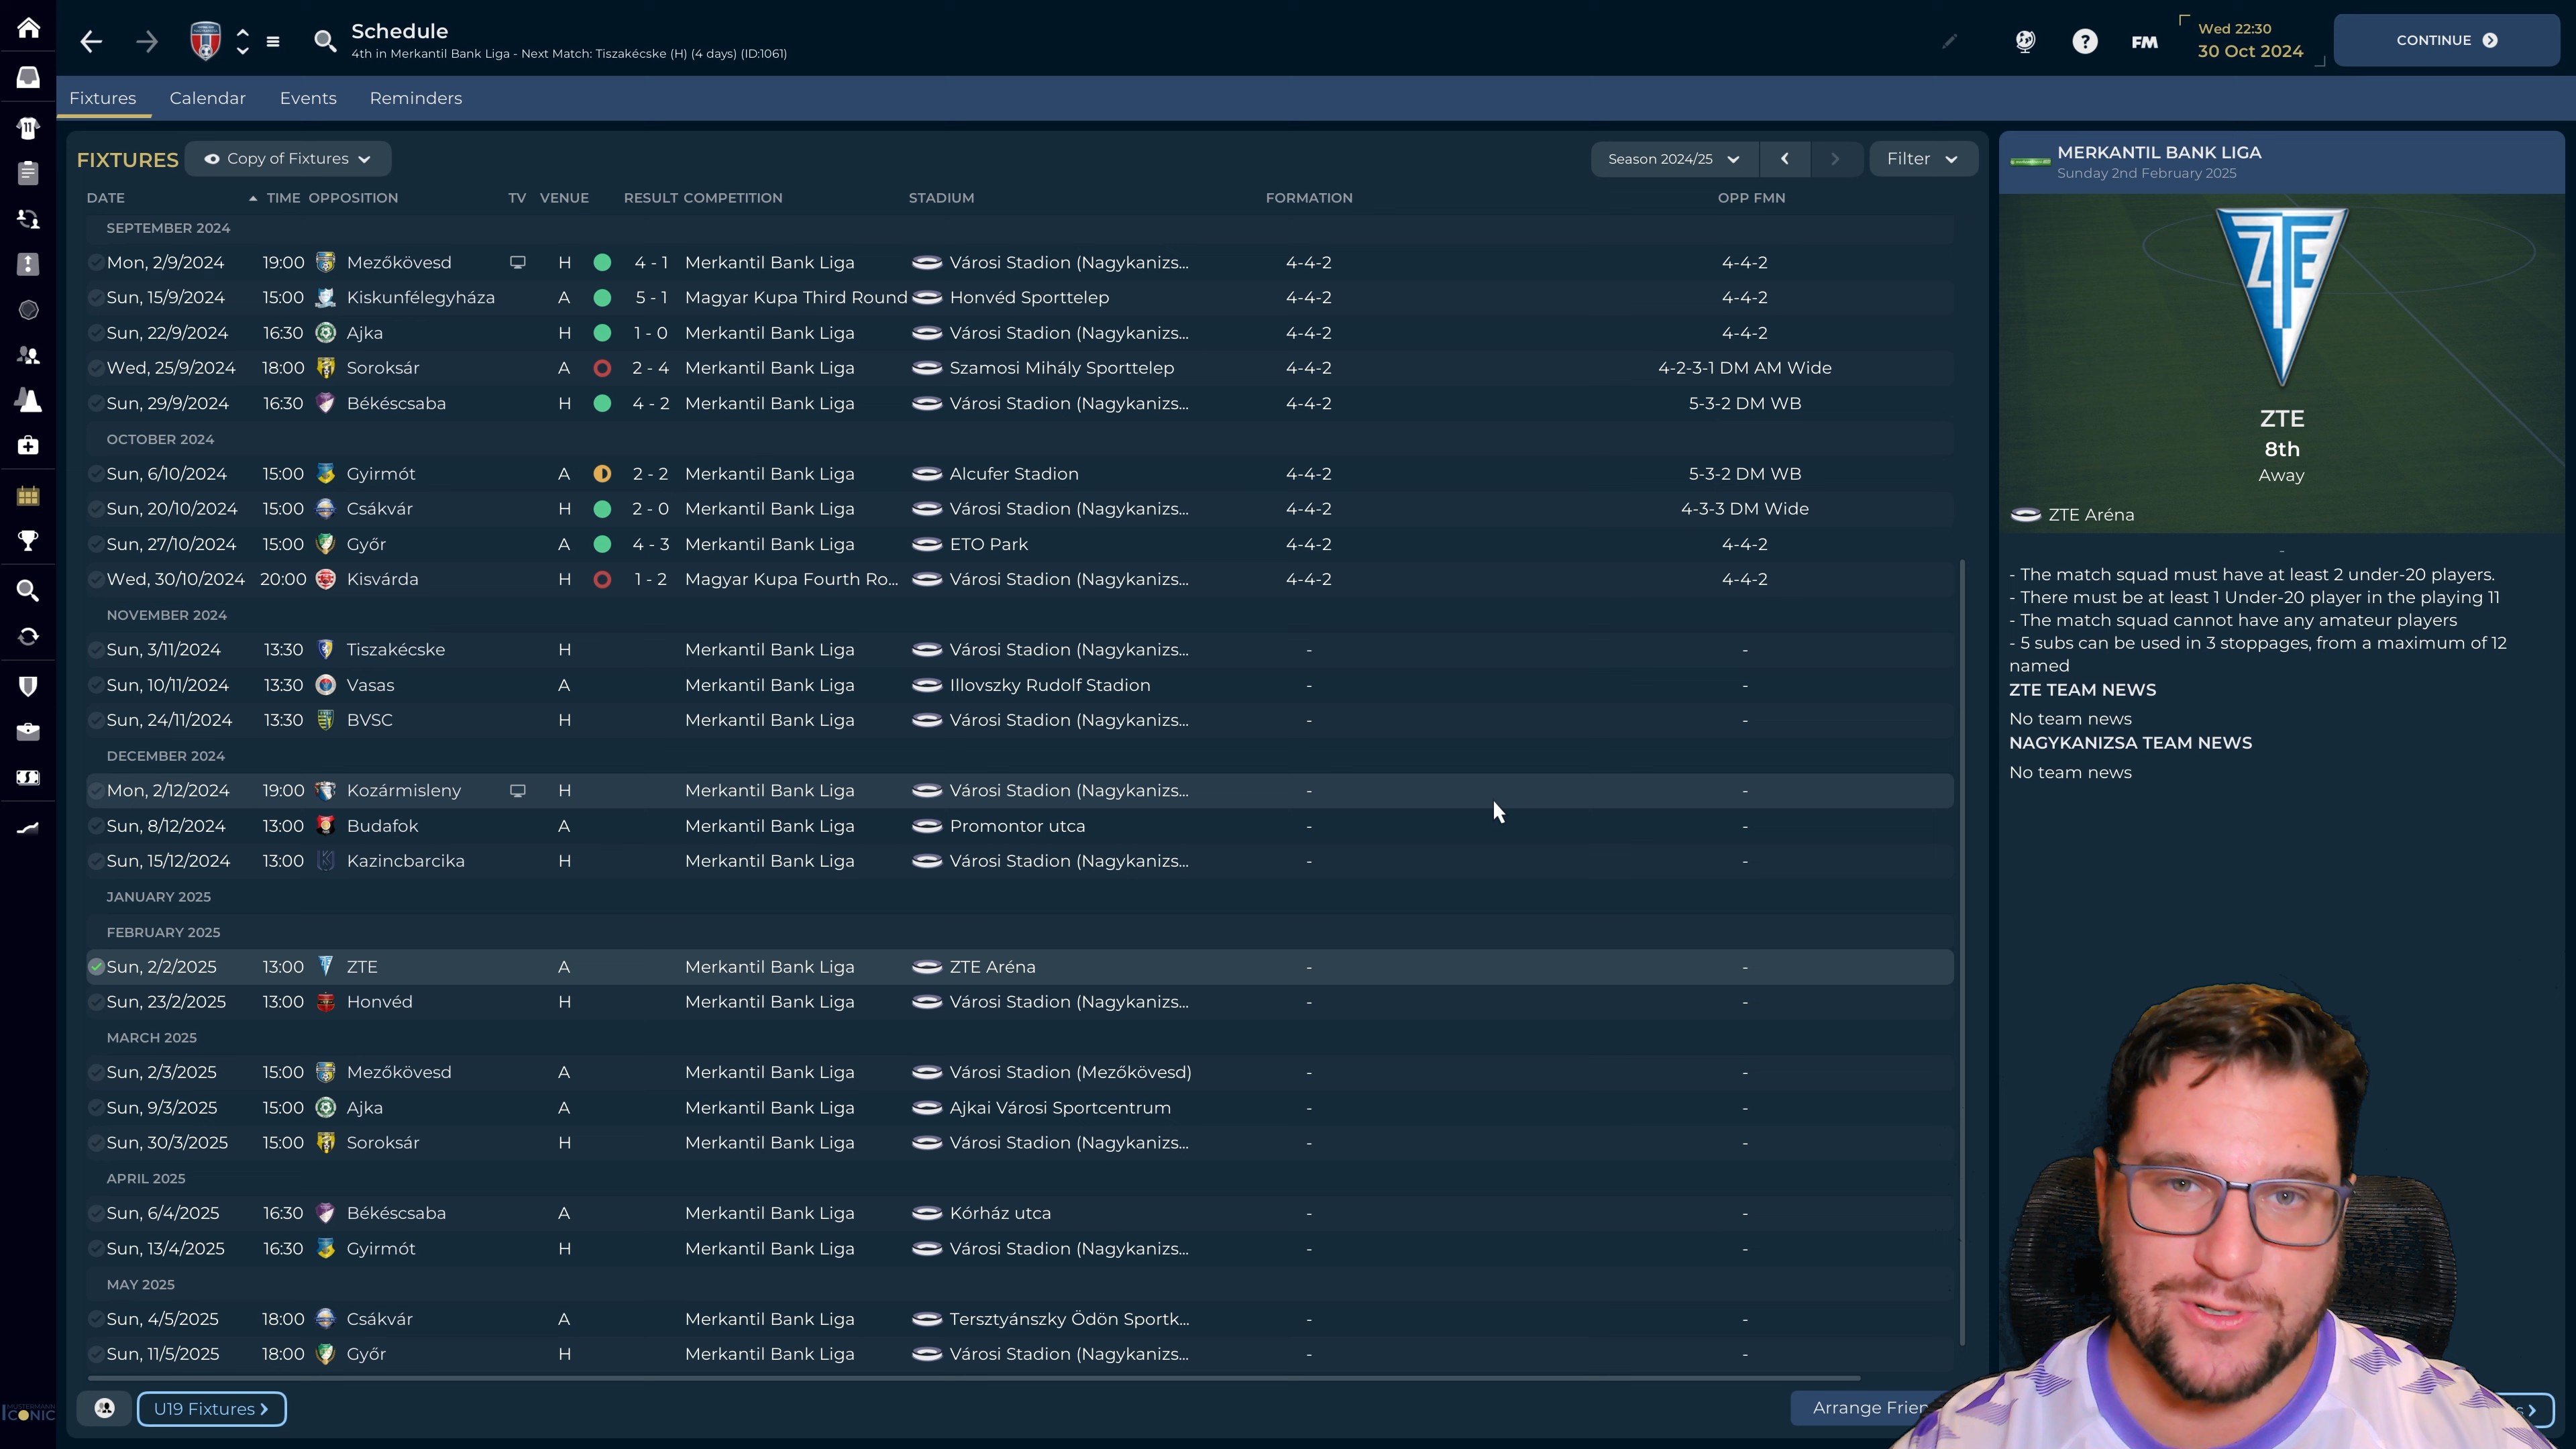 Schedule
4th in Merkantil Bank Liga - Next Match: Tiszakécske (H) (4 days) (ID:1061)
FM
Wed 22:30
30 Oct 2024
CONTINUE
Fixtures Calendar Events Reminders
FIXTURES Copy of Fixtures Season 2024/25 Filter
DATE TIME OPPOSITION TV VENUE RESULT COMPETITION STADIUM FORMATION OPP FMN
SEPTEMBER 2024
Mon, 2/9/2024 19:00 Mezőkövesd H 4 - 1 Merkantil Bank Liga Városi Stadion (Nagykanizs... 4-4-2 4-4-2
Sun, 15/9/2024 15:00 Kiskunfélegyháza A 5 - 1 Magyar Kupa Third Round Honvéd Sporttelep 4-4-2 4-4-2
Sun, 22/9/2024 16:30 Ajka H 1 - 0 Merkantil Bank Liga Városi Stadion (Nagykanizs... 4-4-2 4-4-2
Wed, 25/9/2024 18:00 Soroksár A 2 - 4 Merkantil Bank Liga Szamosi Mihály Sporttelep 4-4-2 4-2-3-1 DM AM Wide
Sun, 29/9/2024 16:30 Békéscsaba H 4 - 2 Merkantil Bank Liga Városi Stadion (Nagykanizs... 4-4-2 5-3-2 DM WB
OCTOBER 2024
Sun, 6/10/2024 15:00 Gyirmót A 2 - 2 Merkantil Bank Liga Alcufer Stadion 4-4-2 5-3-2 DM WB
Sun, 20/10/2024 15:00 Csákvár H 2 - 0 Merkantil Bank Liga Városi Stadion (Nagykanizs... 4-4-2 4-3-3 DM Wide
Sun, 27/10/2024 15:00 Győr A 4 - 3 Merkantil Bank Liga ETO Park 4-4-2 4-4-2
Wed, 30/10/2024 20:00 Kisvárda H 1 - 2 Magyar Kupa Fourth Ro... Városi Stadion (Nagykanizs... 4-4-2 4-4-2
NOVEMBER 2024
Sun, 3/11/2024 13:30 Tiszakécske H Merkantil Bank Liga Városi Stadion (Nagykanizs... - -
Sun, 10/11/2024 13:30 Vasas A Merkantil Bank Liga Illovszky Rudolf Stadion - -
Sun, 24/11/2024 13:30 BVSC H Merkantil Bank Liga Városi Stadion (Nagykanizs... - -
DECEMBER 2024
Mon, 2/12/2024 19:00 Kozármisleny H Merkantil Bank Liga Városi Stadion (Nagykanizs... - -
Sun, 8/12/2024 13:00 Budafok A Merkantil Bank Liga Promontor utca - -
Sun, 15/12/2024 13:00 Kazincbarcika H Merkantil Bank Liga Városi Stadion (Nagykanizs... - -
JANUARY 2025
FEBRUARY 2025
Sun, 2/2/2025 13:00 ZTE A Merkantil Bank Liga ZTE Aréna - -
Sun, 23/2/2025 13:00 Honvéd H Merkantil Bank Liga Városi Stadion (Nagykanizs... - -
MARCH 2025
Sun, 2/3/2025 15:00 Mezőkövesd A Merkantil Bank Liga Városi Stadion (Mezőkövesd) - -
Sun, 9/3/2025 15:00 Ajka A Merkantil Bank Liga Ajkai Városi Sportcentrum - -
Sun, 30/3/2025 15:00 Soroksár H Merkantil Bank Liga Városi Stadion (Nagykanizs... - -
APRIL 2025
Sun, 6/4/2025 16:30 Békéscsaba A Merkantil Bank Liga Kórház utca - -
Sun, 13/4/2025 16:30 Gyirmót H Merkantil Bank Liga Városi Stadion (Nagykanizs... - -
MAY 2025
Sun, 4/5/2025 18:00 Csákvár A Merkantil Bank Liga Tersztyánszky Ödön Sportk... - -
Sun, 11/5/2025 18:00 Győr H Merkantil Bank Liga Városi Stadion (Nagykanizs... - -
U19 Fixtures
Arrange Frien
MERKANTIL BANK LIGA
Sunday 2nd February 2025
ZTE
ZTE
8th
Away
ZTE Aréna
-
- The match squad must have at least 2 under-20 players.
- There must be at least 1 Under-20 player in the playing 11
- The match squad cannot have any amateur players
- 5 subs can be used in 3 stoppages, from a maximum of 12
named
ZTE TEAM NEWS
No team news
NAGYKANIZSA TEAM NEWS
No team news